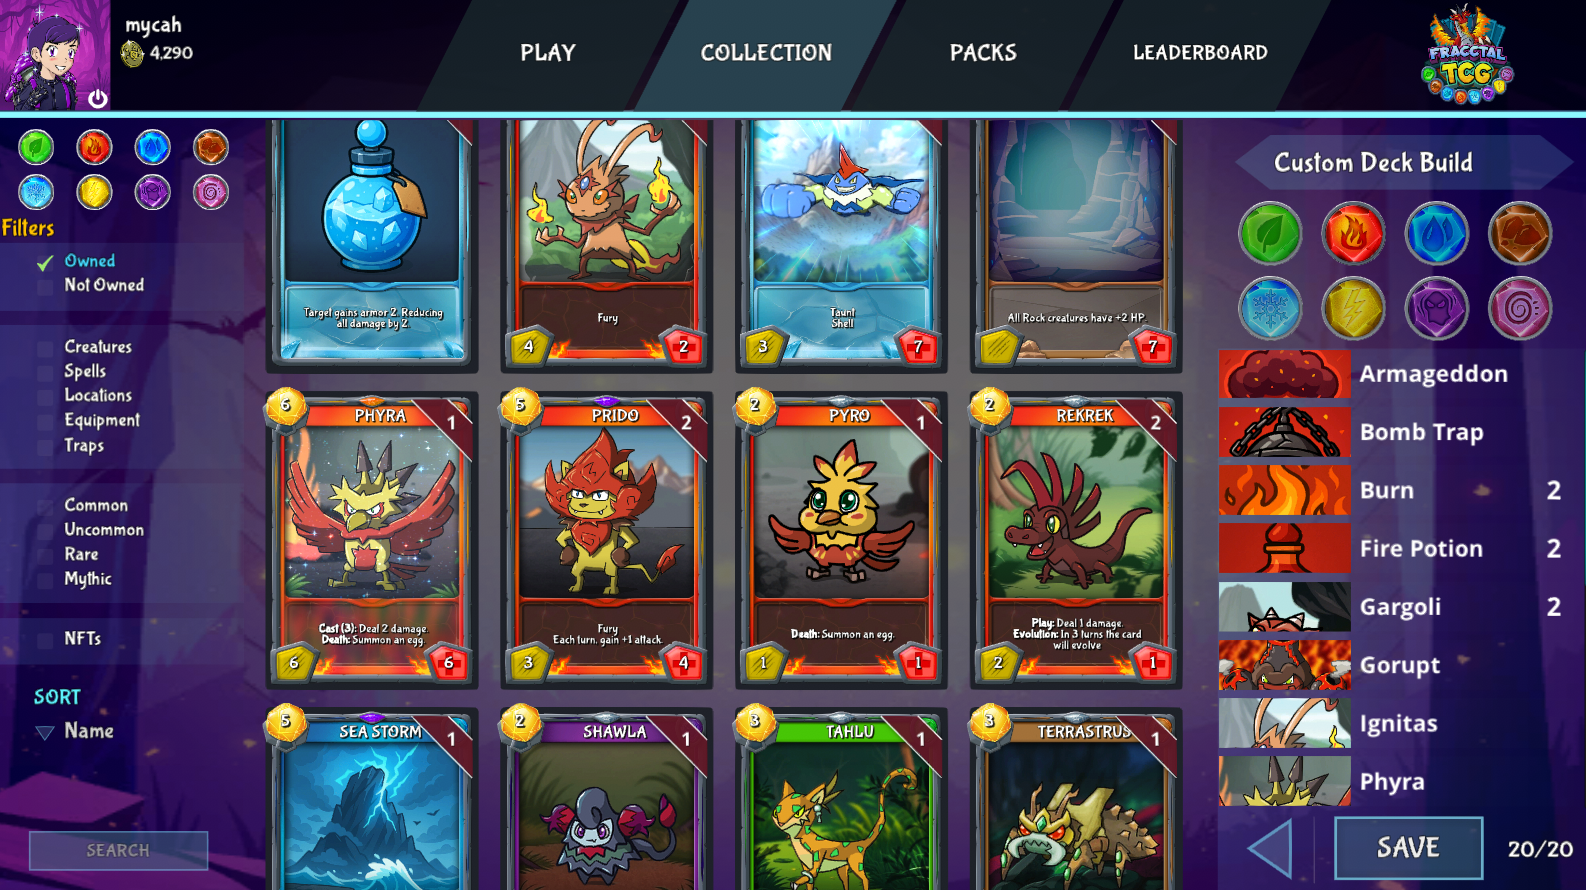 mycah
4,290
PLAY
COLLECTION
PACKS
LEADERBOARD
FRACCTAL
TCG
Filters
Owned
Not Owned
Creatures
Spells
Locations
Equipment
Traps
Common
Uncommon
Rare
Mythic
NFTs
SORT
Name
SEARCH
Target gains armor 2. Reducing
all damage by 2.
Fury
4
2
Taunt
Shell
3
7
All Rock creatures have +2 HP.
7
6
PHYRA
1
Cast (3): Deal 2 damage.
Death: Summon an egg.
6
6
5
PRIDO
2
Fury
Each turn, gain +1 attack.
3
4
2
PYRO
1
Death: Summon an egg.
1
1
2
REKREK
2
Play: Deal 1 damage.
Evolution: In 3 turns the card
will evolve
2
1
5
SEA STORM
1
2
SHAWLA
1
3
TAHLU
1
3
TERRASTRUS
1
Custom Deck Build
Armageddon
Bomb Trap
Burn 2
Fire Potion 2
Gargoli 2
Gorupt
Ignitas
Phyra
SAVE
20/20